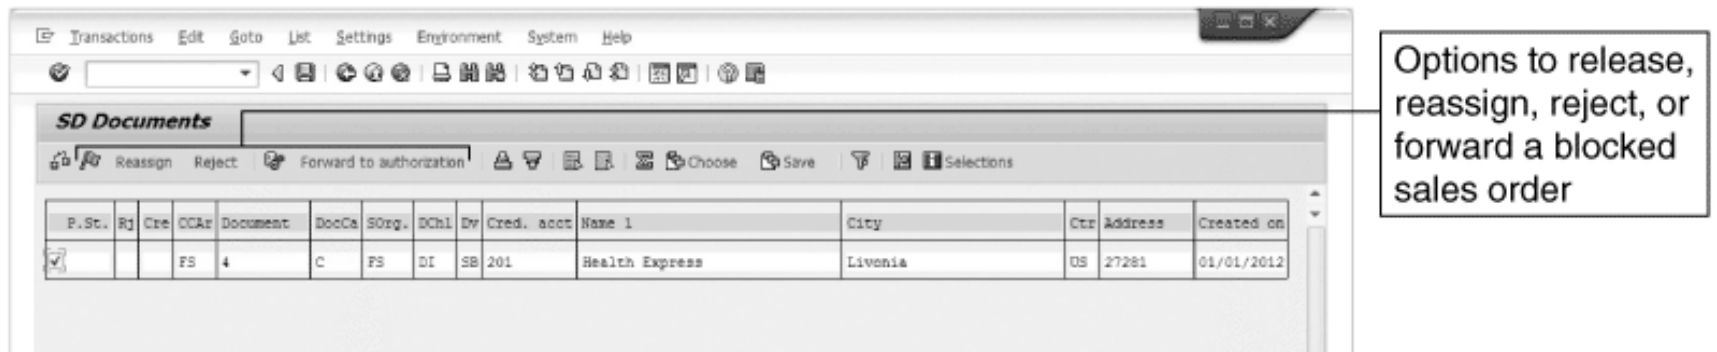 Transactions Edit Goto List Settings Environment System Help
SD Documents
Reassign Reject Forward to authorization Choose Save Selections
P.St. Rj Cre CCAr Document DocCa SOrg. DChl Dv Cred. acct Name 1 City Ctr Address Created on
FS 4 C FS DI SB 201 Health Express Livonia US 27281 01/01/2012
Options to release,
reassign, reject, or
forward a blocked
sales order